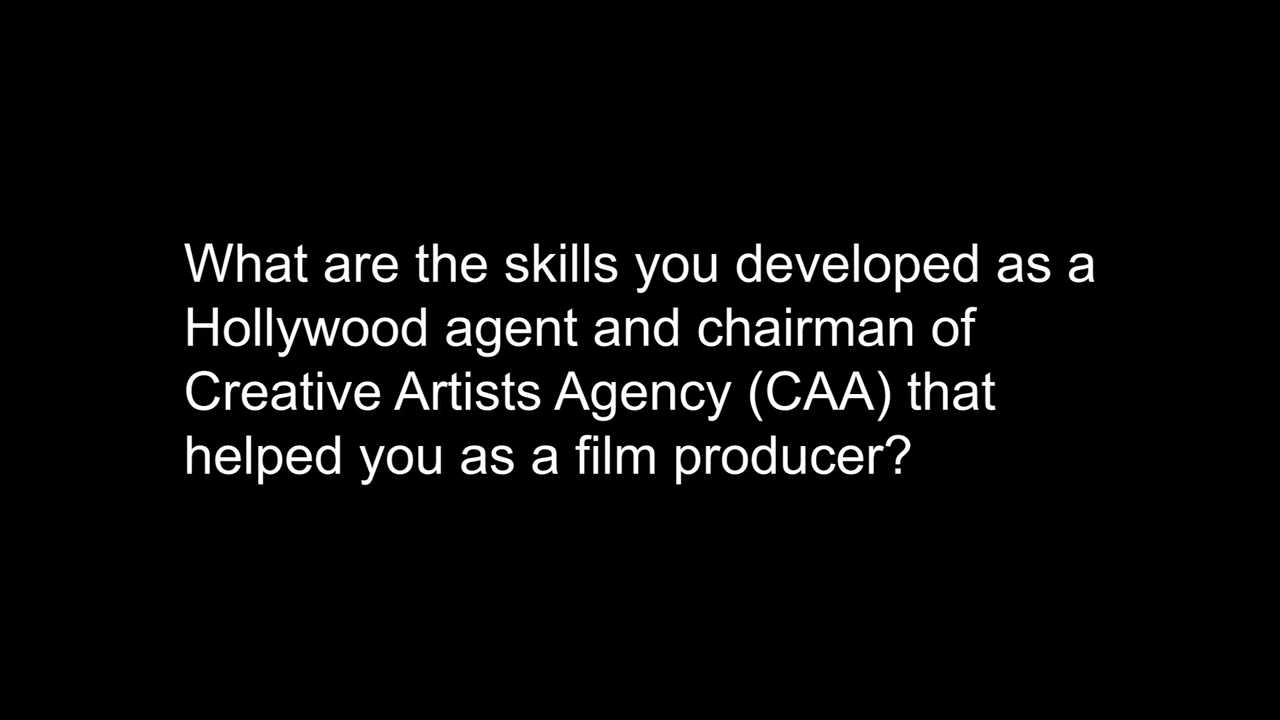 What are the skills you developed as a
Hollywood agent and chairman of
Creative Artists Agency (CAA) that
helped you as a film producer?